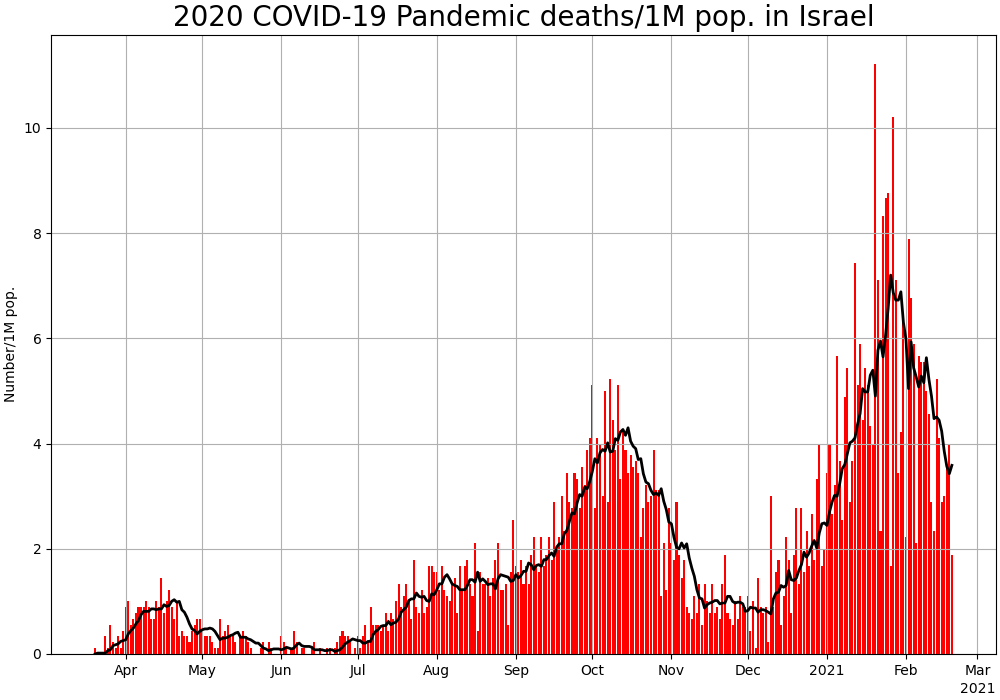 2020 COVID-19 Pandemic deaths/1M pop. in Israel
Number/1M pop.
10
8
6
4
2
0
Apr May Jun Jul Aug Sep Oct Nov Dec 2021 Feb Mar
2021